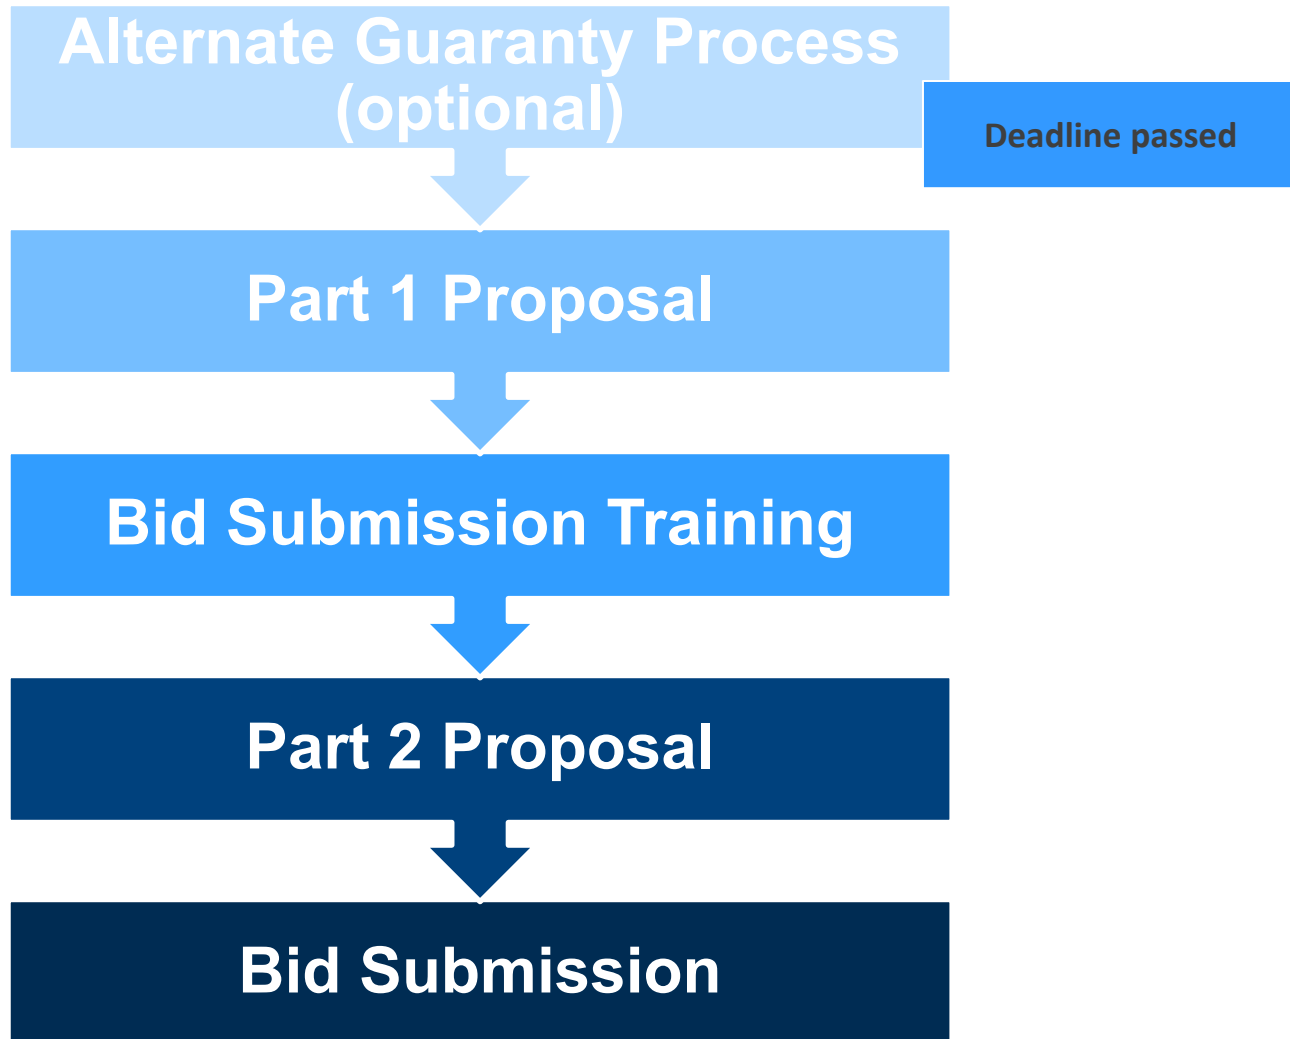 Alternate Guaranty Process
(optional)
Deadline passed
Part 1 Proposal
Bid Submission Training
Part 2 Proposal
Bid Submission